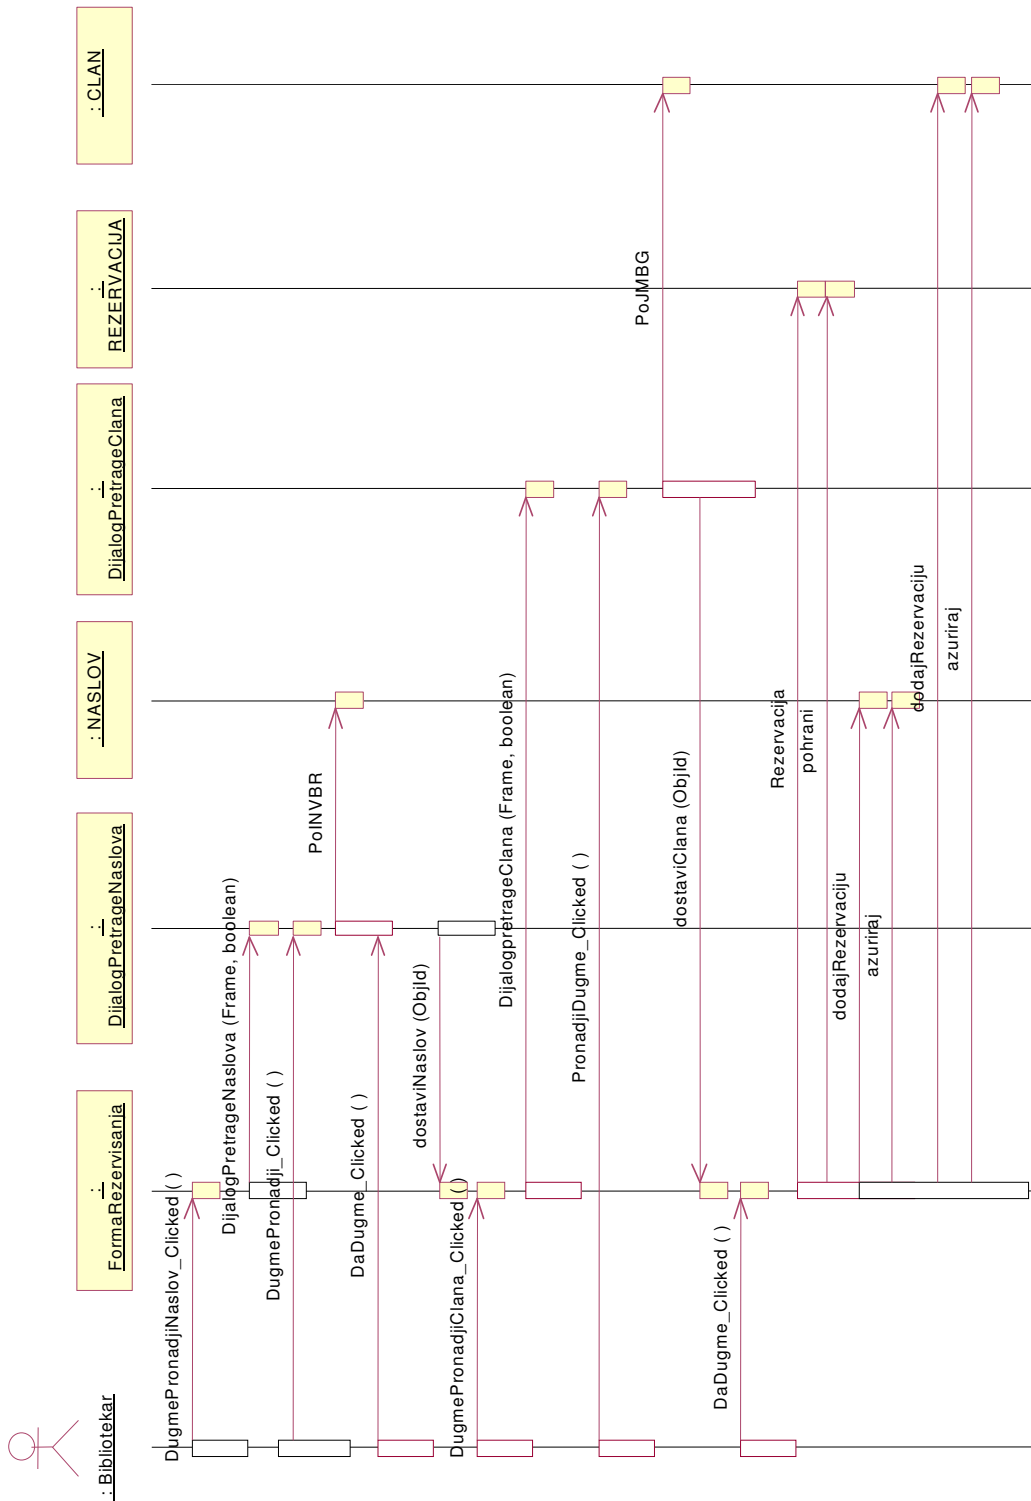 : Bibliotekar
:
FormaRezervisanja
:
DijalogPretrageNaslova
: NASLOV
:
DijalogPretrageClana
:
REZERVACIJA
: CLAN
DugmePronadjiNaslov_Clicked ( )
DijalogPretrageNaslova (Frame, boolean)
DugmePronadji_Clicked ( )
PoINVBR
DaDugme_Clicked ( )
dostaviNaslov (ObjId)
DugmePronadjiClana_Clicked ( )
DijalogpretrageClana (Frame, boolean)
PronadjiDugme_Clicked ( )
PoJMBG
dostaviClana (ObjId)
DaDugme_Clicked ( )
Rezervacija
pohrani
dodajRezervaciju
azuriraj
dodajRezervaciju
azuriraj